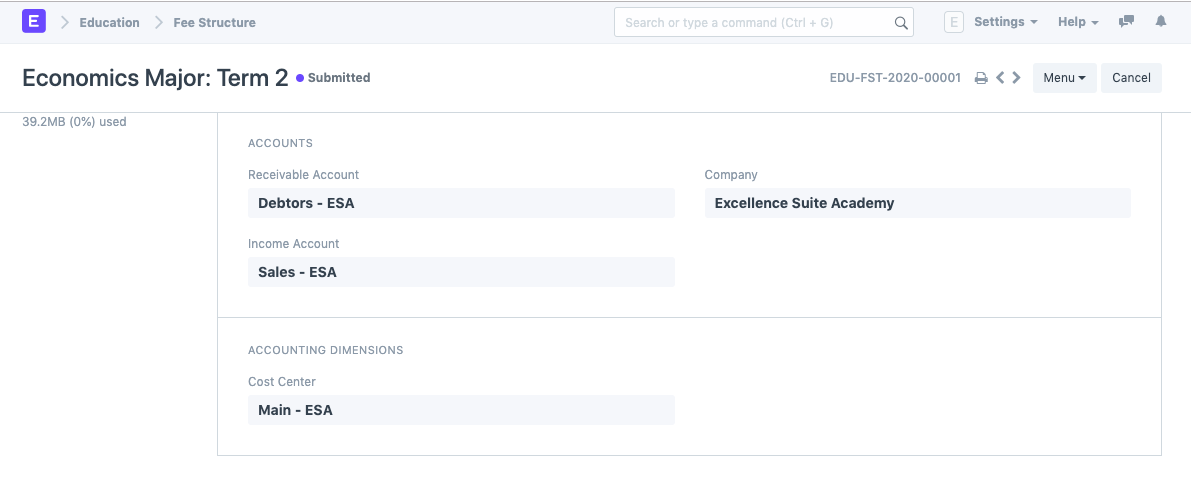 E Education Fee Structure Search or type a command (Ctrl + G) E Settings Help
Economics Major: Term 2 Submitted EDU-FST-2020-00001 Menu Cancel
39.2MB (0%) used
ACCOUNTS
Receivable Account Company
Debtors - ESA Excellence Suite Academy
Income Account
Sales - ESA
ACCOUNTING DIMENSIONS
Cost Center
Main - ESA